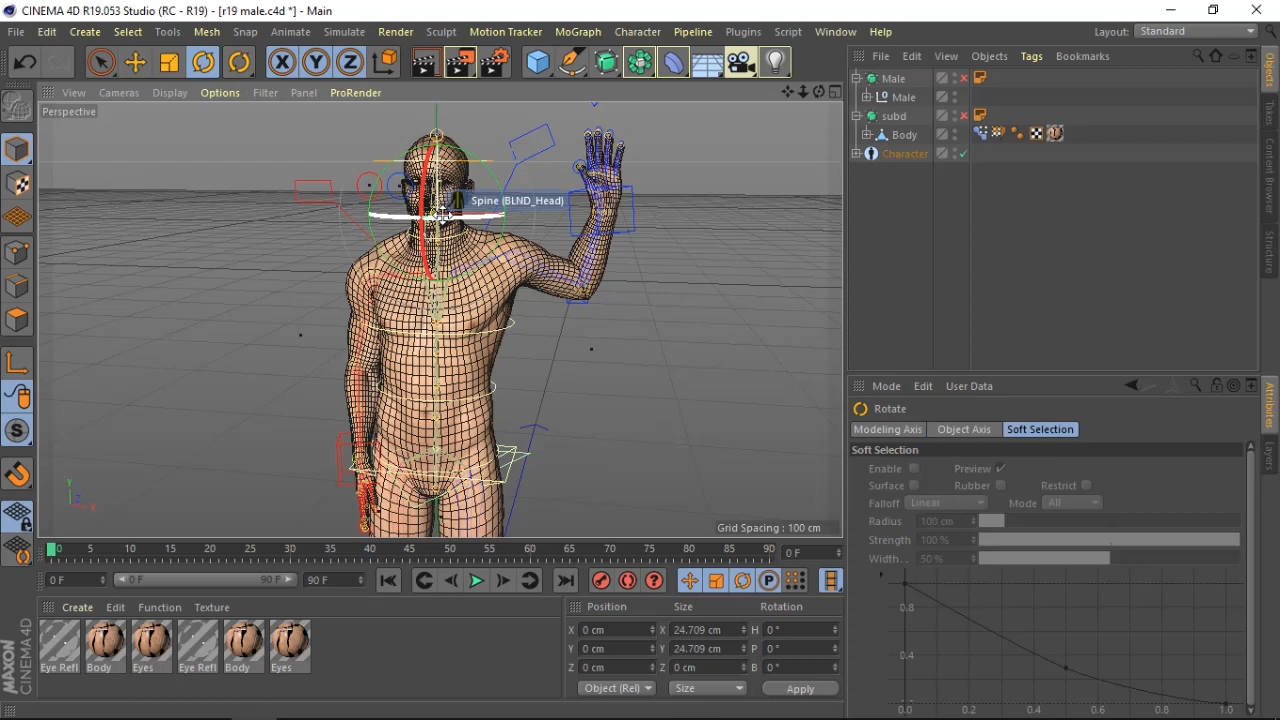 CINEMA 4D R19.053 Studio (RC - R19) - [r19 male.c4d *] - Main
File Edit Create Select Tools Mesh Snap Animate Simulate Render Sculpt Motion Tracker MoGraph Character Pipeline Plugins Script Window Help Layout: Standard
X Y Z
File Edit View Objects Tags Bookmarks
View Cameras Display Options Filter Panel ProRender
Perspective
Male
Male
subd
Body
Character
Spine (BLND_Head)
Y
Z X
Grid Spacing : 100 cm
Objects
Takes
Content Browser
Structure
Mode Edit User Data
Rotate
Modeling Axis Object Axis Soft Selection
Soft Selection
Enable Preview
Surface Rubber Restrict
Falloff Linear Mode All
Radius 100 cm
Strength 100 %
Width . . 50 %
0.8
0.4
0.0 0.2 0.4 0.6 0.8 1.0
Attributes
Layers
0 5 10 15 20 25 30 35 40 45 50 55 60 65 70 75 80 85 90 0 F
0 F 0 F 90 F 90 F
P
Create Edit Function Texture
Eye Refl Body Eyes Eye Refl Body Eyes
Position Size Rotation
X 0 cm X 24.709 cm H 0 °
Y 0 cm Y 24.709 cm P 0 °
Z 0 cm Z 0 cm B 0 °
Object (Rel) Size Apply
MAXON
CINEMA 4D